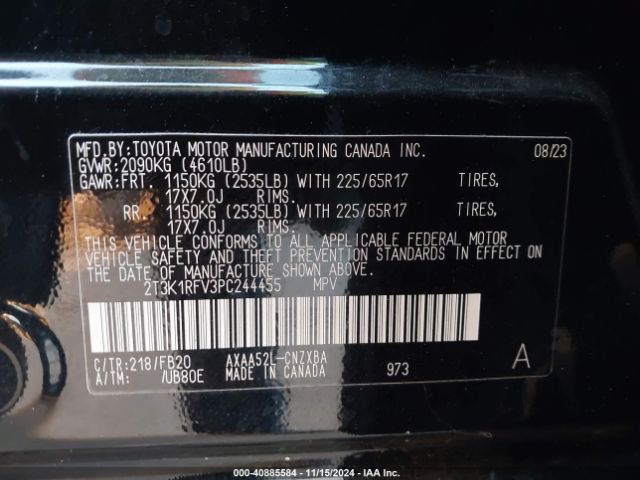 MFD.BY:TOYOTA MOTOR MANUFACTURING CANADA INC. 08/23
GVWR:2090KG (4610LB)
GAWR:FRT. 1150KG (2535LB) WITH 225/65R17 TIRES,
17X7.0J RIMS.
RR. 1150KG (2535LB) WITH 225/65R17 TIRES,
17X7.0J RIMS.
THIS VEHICLE CONFORMS TO ALL APPLICABLE FEDERAL MOTOR
VEHICLE SAFETY AND THEFT PREVENTION STANDARDS IN EFFECT ON
THE DATE OF MANUFACTURE SHOWN ABOVE.
2T3K1RFV3PC244455 MPV
C/TR:218/FB20 AXAA52L-CNZXBA
A/TM: /UB80E MADE IN CANADA 973 A
000-40885584 - 11/15/2024 - IAA Inc.